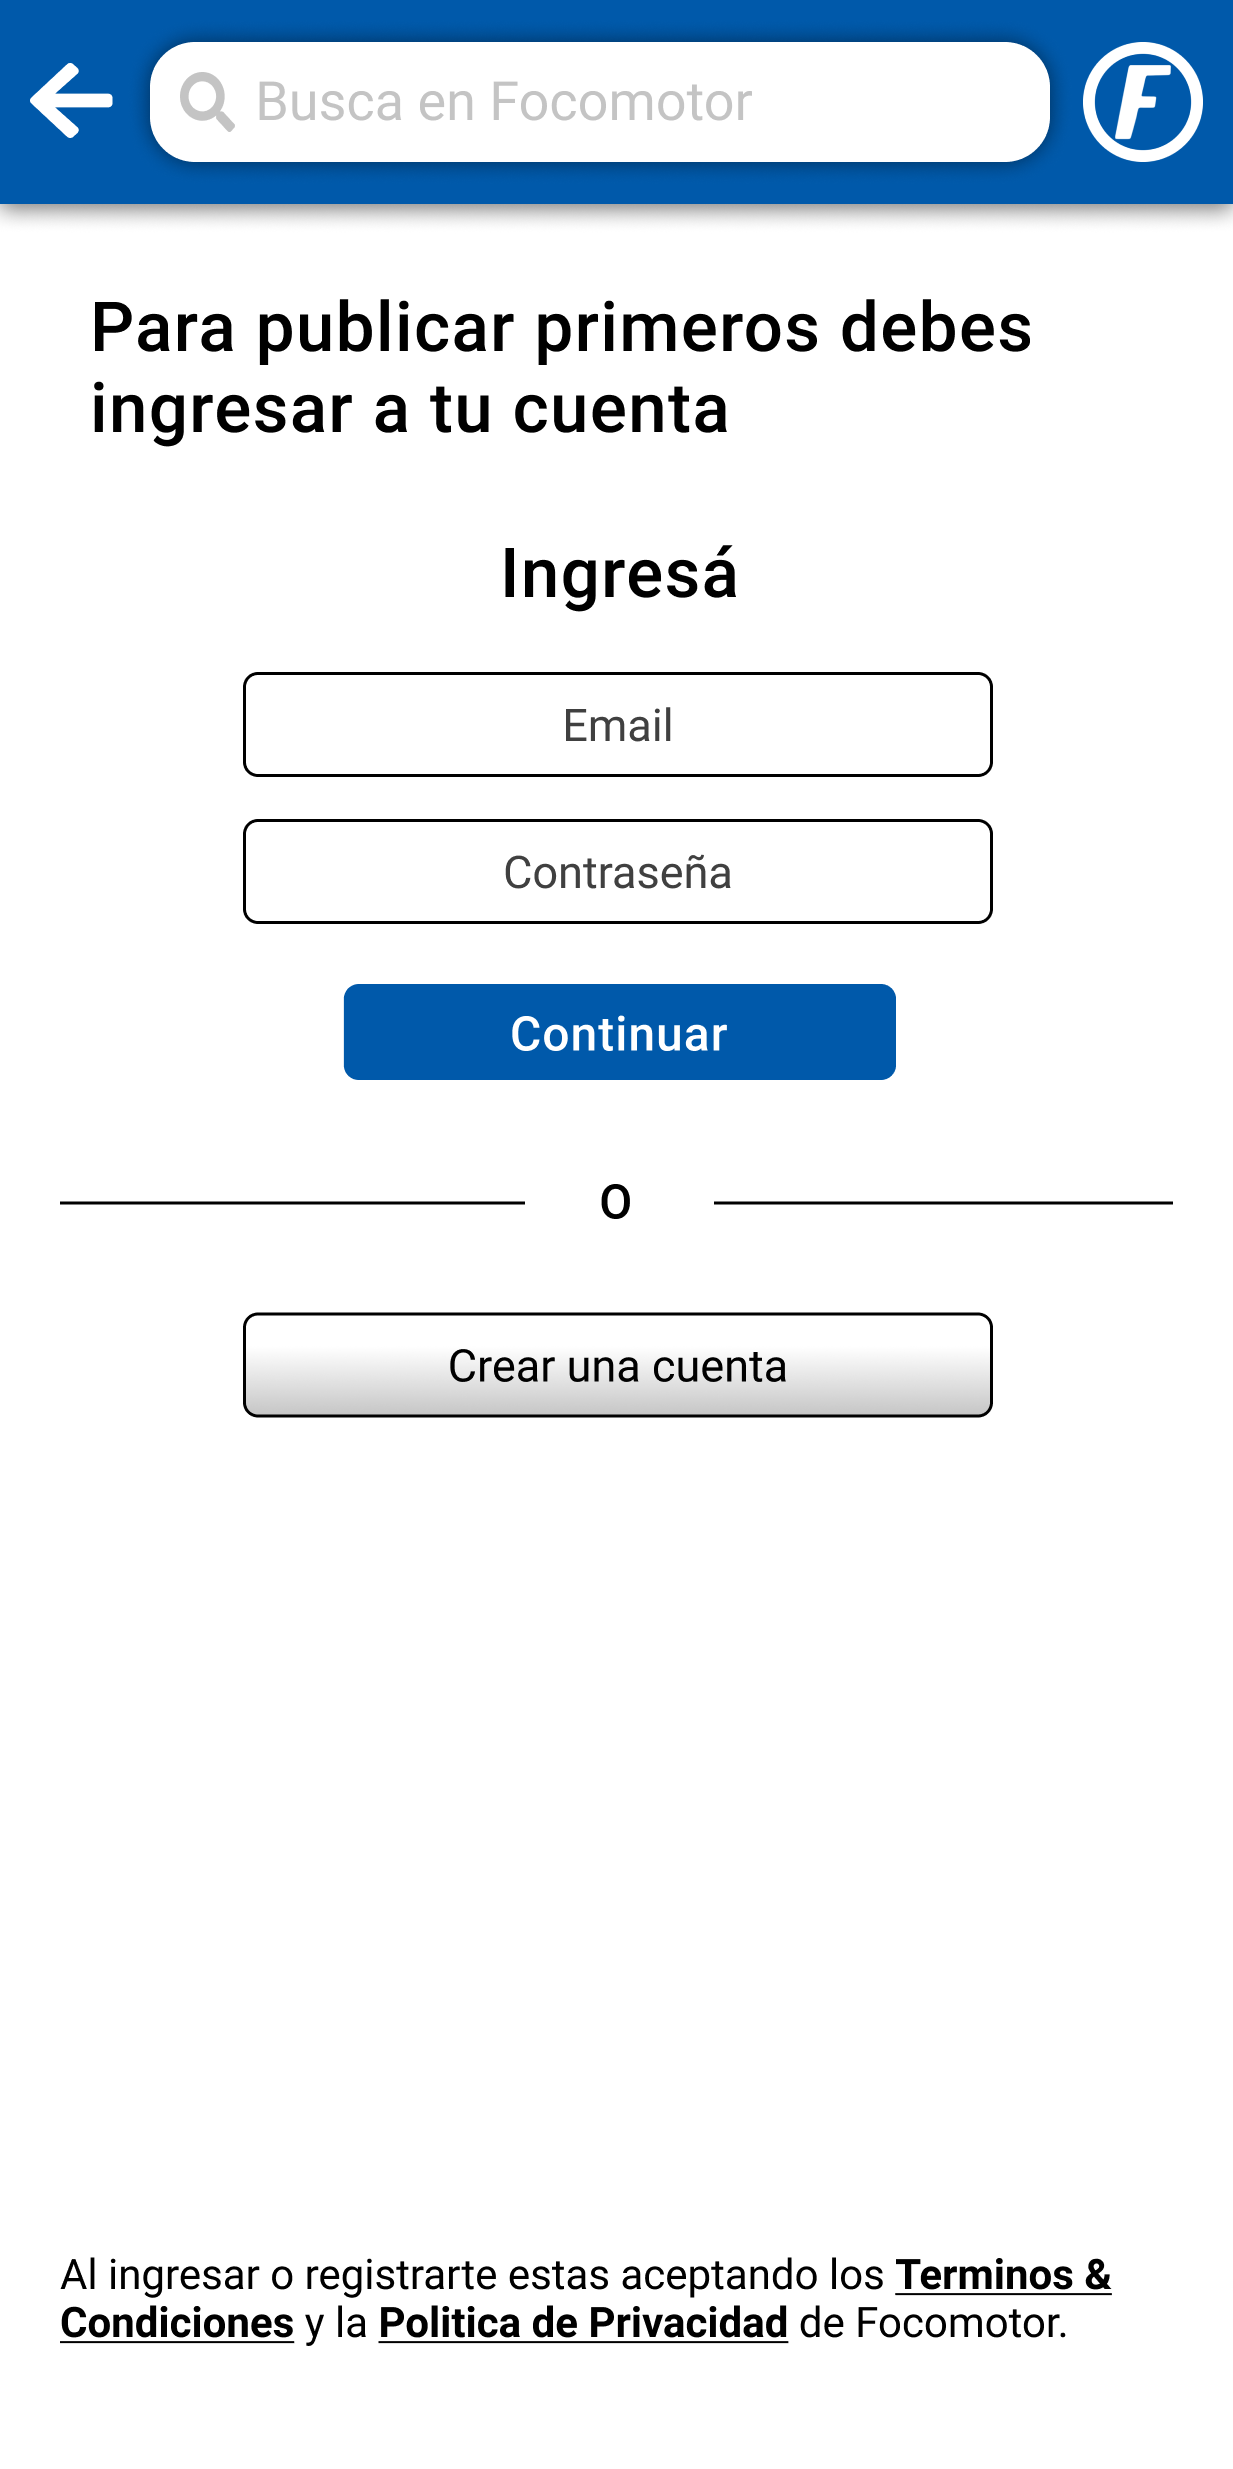 Busca en Focomotor
F
Para publicar primeros debes
ingresar a tu cuenta
Ingresá
Email
Contraseña
Continuar
O
Crear una cuenta
Al ingresar o registrarte estas aceptando los Terminos &
Condiciones y la Politica de Privacidad de Focomotor.